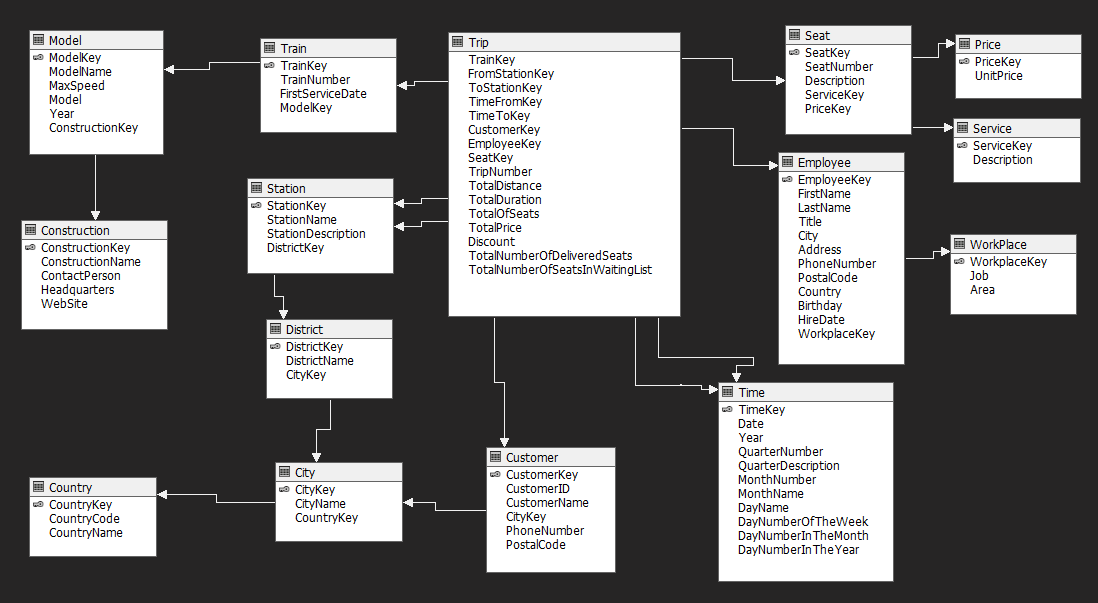 Model
ModelKey
ModelName
MaxSpeed
Model
Year
ConstructionKey
Train
TrainKey
TrainNumber
FirstServiceDate
ModelKey
Trip
TrainKey
FromStationKey
ToStationKey
TimeFromKey
TimeToKey
CustomerKey
EmployeeKey
SeatKey
TripNumber
TotalDistance
TotalDuration
TotalOfSeats
TotalPrice
Discount
TotalNumberOfDeliveredSeats
TotalNumberOfSeatsInWaitingList
Seat
SeatKey
SeatNumber
Description
ServiceKey
PriceKey
Price
PriceKey
UnitPrice
Service
ServiceKey
Description
Employee
EmployeeKey
FirstName
LastName
Title
City
Address
PhoneNumber
PostalCode
Country
Birthday
HireDate
WorkplaceKey
WorkPlace
WorkplaceKey
Job
Area
Station
StationKey
StationName
StationDescription
DistrictKey
Construction
ConstructionKey
ConstructionName
ContactPerson
Headquarters
WebSite
District
DistrictKey
DistrictName
CityKey
Time
TimeKey
Date
Year
QuarterNumber
QuarterDescription
MonthNumber
MonthName
DayName
DayNumberOfTheWeek
DayNumberInTheMonth
DayNumberInTheYear
Customer
CustomerKey
CustomerID
CustomerName
CityKey
PhoneNumber
PostalCode
City
CityKey
CityName
CountryKey
Country
CountryKey
CountryCode
CountryName